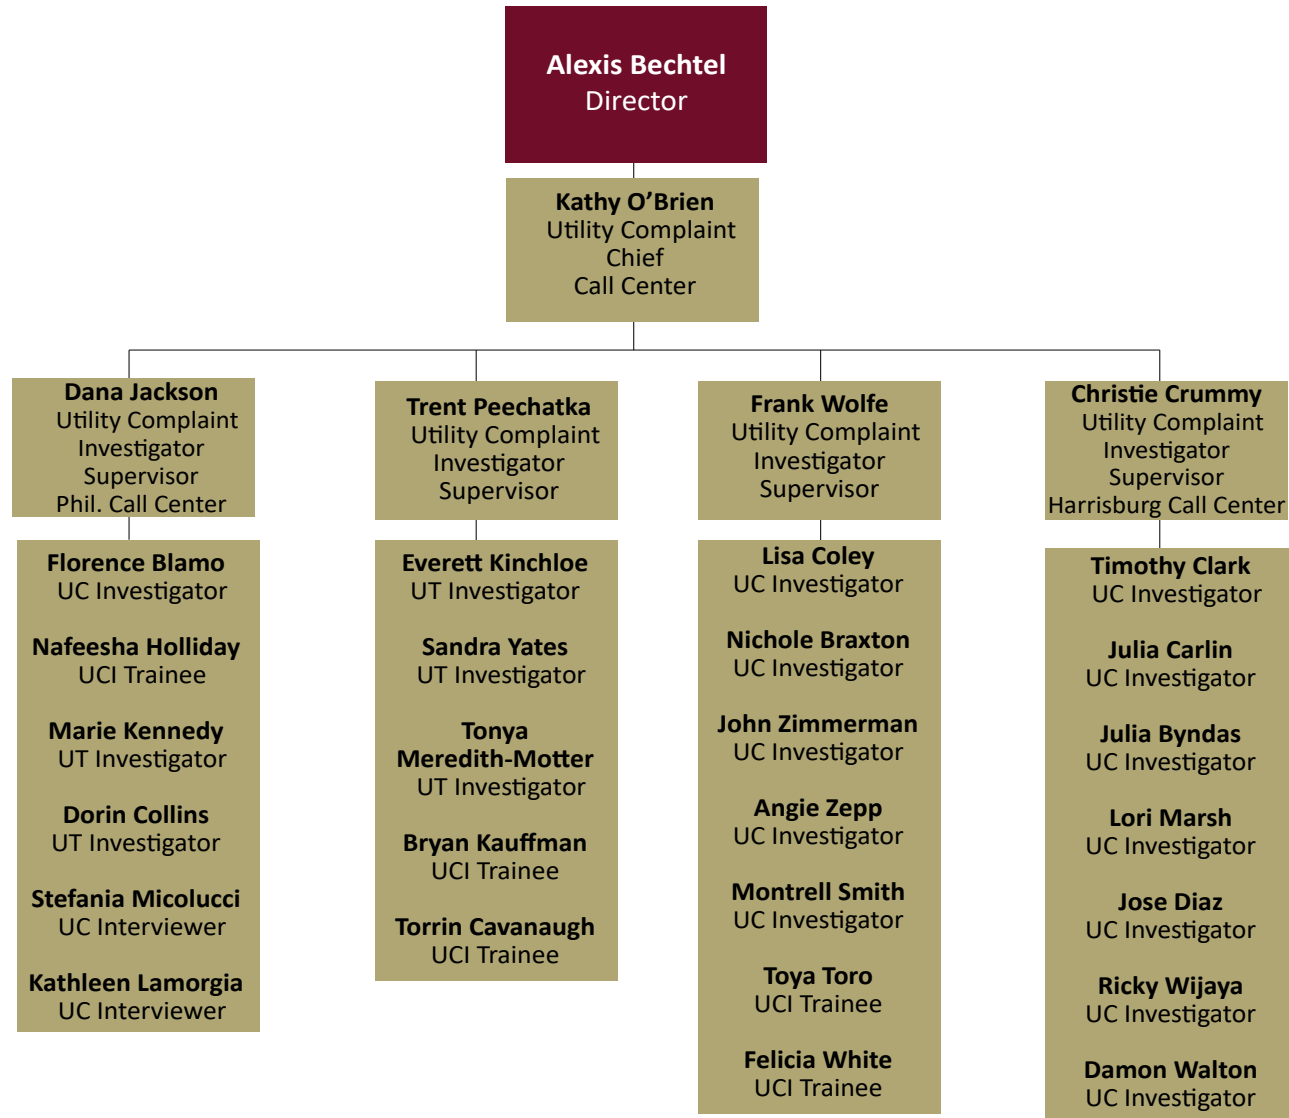 Alexis Bechtel
Director
Kathy O’Brien
Utility Complaint
Chief
Call Center
Dana Jackson
Utility Complaint
Investigator
Supervisor
Phil. Call Center
Trent Peechatka
Utility Complaint
Investigator
Supervisor
Frank Wolfe
Utility Complaint
Investigator
Supervisor
Christie Crummy
Utility Complaint
Investigator
Supervisor
Harrisburg Call Center
Florence Blamo
UC Investigator
Nafeesha Holliday
UCI Trainee
Marie Kennedy
UT Investigator
Dorin Collins
UT Investigator
Stefania Micolucci
UC Interviewer
Kathleen Lamorgia
UC Interviewer
Everett Kinchloe
UT Investigator
Sandra Yates
UT Investigator
Tonya
Meredith-Motter
UT Investigator
Bryan Kauffman
UCI Trainee
Torrin Cavanaugh
UCI Trainee
Lisa Coley
UC Investigator
Nichole Braxton
UC Investigator
John Zimmerman
UC Investigator
Angie Zepp
UC Investigator
Montrell Smith
UC Investigator
Toya Toro
UCI Trainee
Felicia White
UCI Trainee
Timothy Clark
UC Investigator
Julia Carlin
UC Investigator
Julia Byndas
UC Investigator
Lori Marsh
UC Investigator
Jose Diaz
UC Investigator
Ricky Wijaya
UC Investigator
Damon Walton
UC Investigator